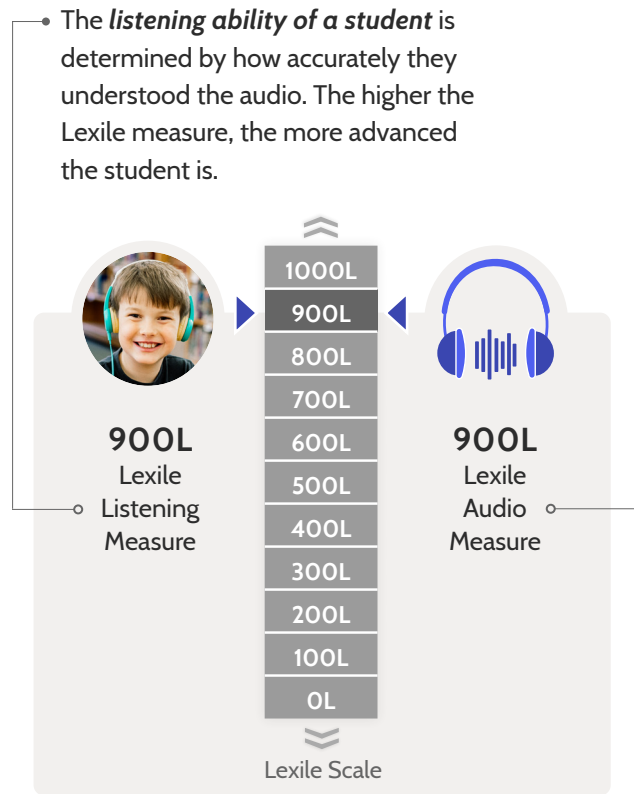 The listening ability of a student is
determined by how accurately they
understood the audio. The higher the
Lexile measure, the more advanced
the student is.
1000L
900L
800L
700L
600L
500L
400L
300L
200L
100L
0L
Lexile Scale
900L
Lexile
Listening
Measure
900L
Lexile
Audio
Measure